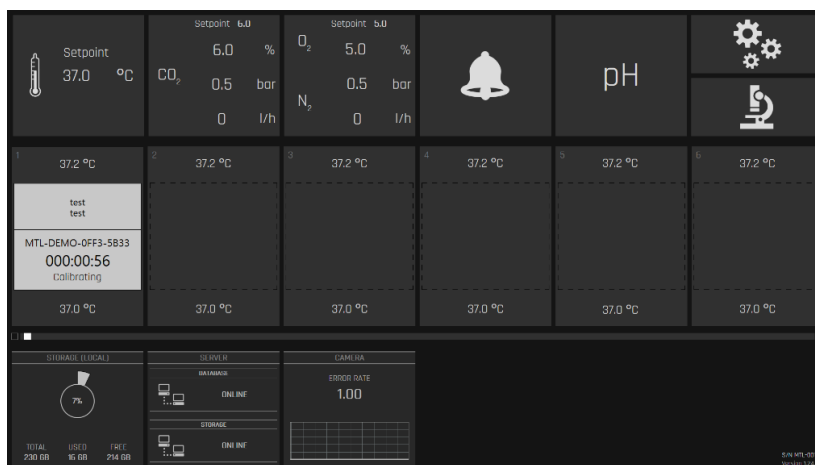 Setpoint
37.0 °C
Setpoint 6.0
CO2
6.0 %
0.5 bar
0 l/h
Setpoint 5.0
O2
5.0 %
N2
0.5 bar
0 l/h
pH
1
37.2 °C
2
37.2 °C
3
37.2 °C
4
37.2 °C
5
37.2 °C
6
37.2 °C
test
test
MTL-DEMO-0FF3-5B33
000:00:56
Calibrating
37.0 °C
37.0 °C
37.0 °C
37.0 °C
37.0 °C
37.0 °C
STORAGE (LOCAL)
7%
TOTAL USED FREE
230 GB 16 GB 214 GB
SERVER
DATABASE
ONLINE
STORAGE
ONLINE
CAMERA
ERROR RATE
1.00
S/N MTL-00
Version